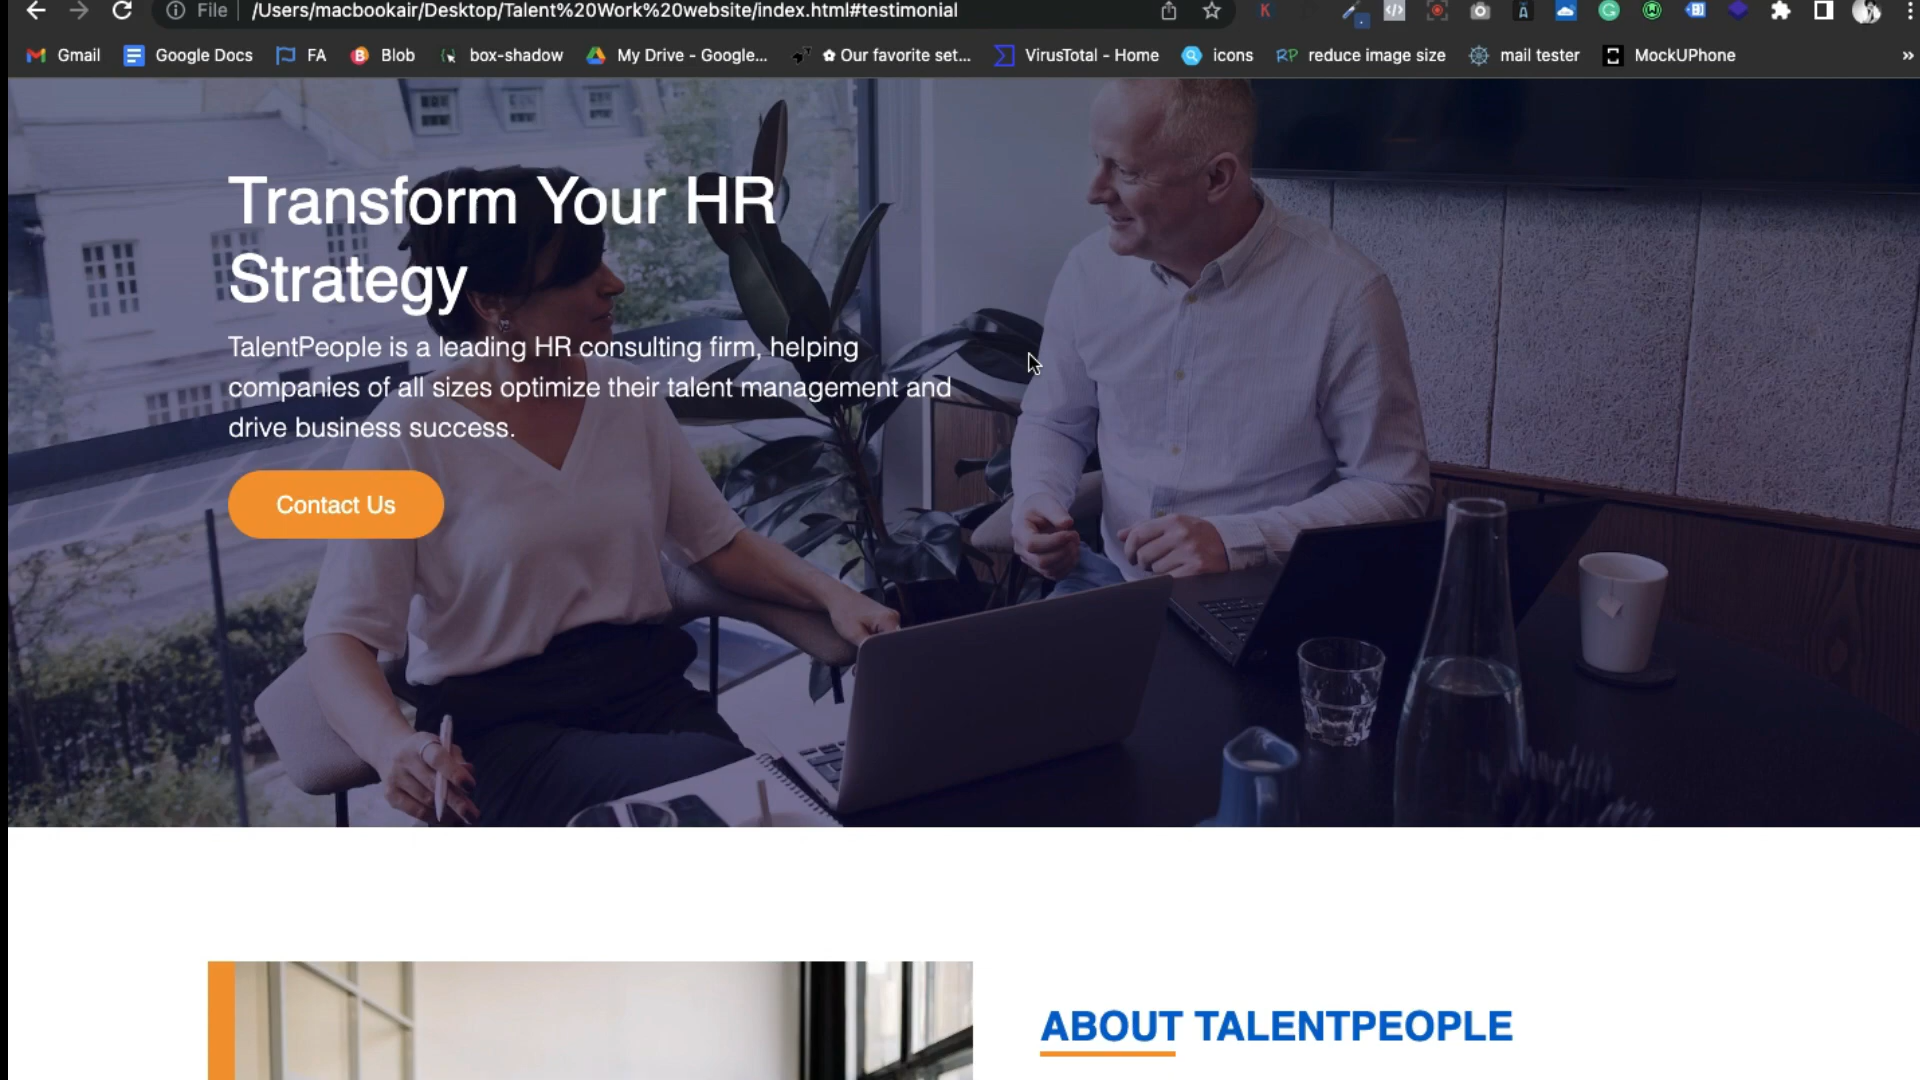 File /Users/macbookair/Desktop/Talent%20Work%20website/index.html#testimonial
Gmail Google Docs FA Blob box-shadow My Drive - Google... Our favorite set... VirusTotal - Home icons RP reduce image size mail tester MockUPhone »
Transform Your HR
Strategy
TalentPeople is a leading HR consulting firm, helping
companies of all sizes optimize their talent management and
drive business success.
Contact Us
ABOUT TALENTPEOPLE